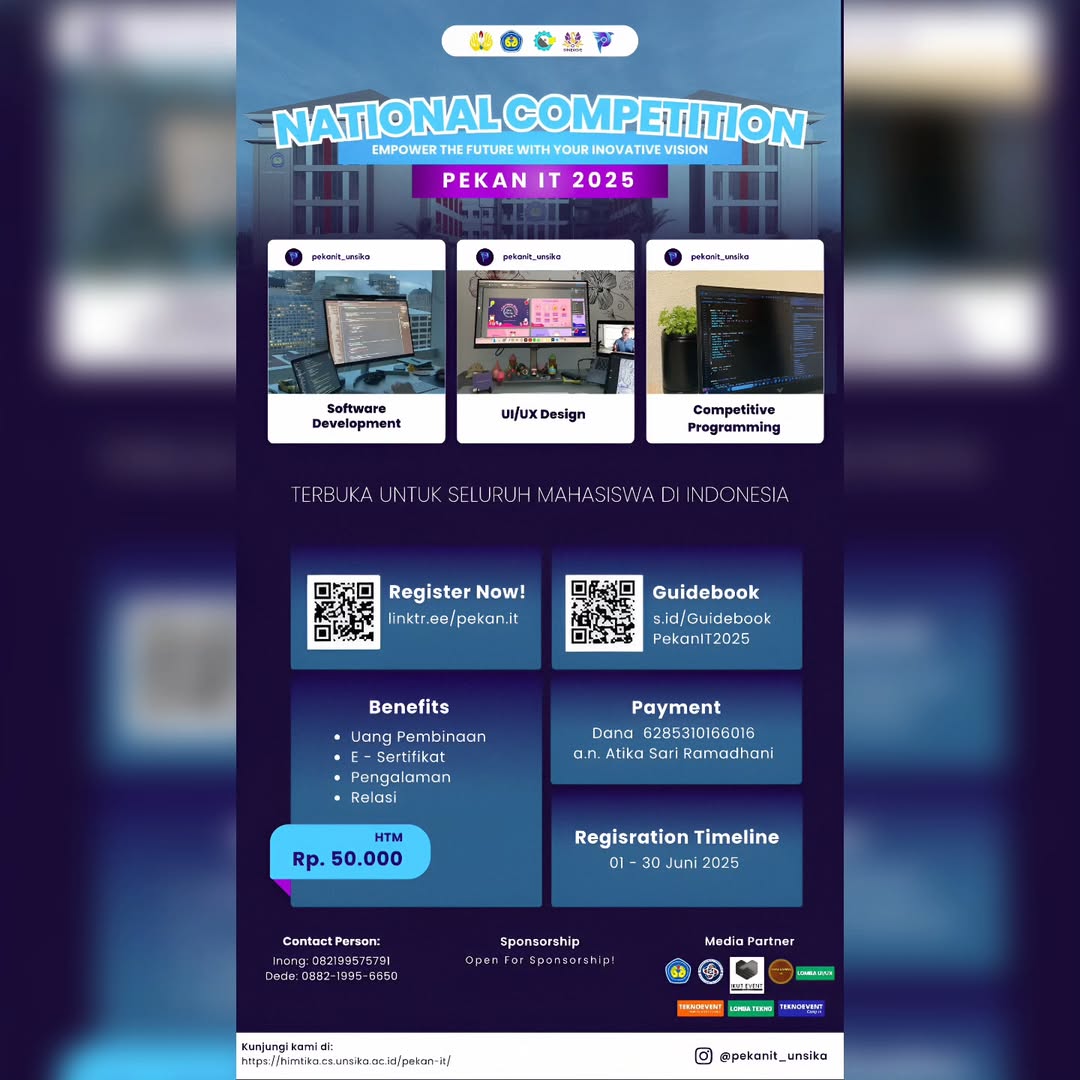 NATIONAL COMPETITION
EMPOWER THE FUTURE WITH YOUR INOVATIVE VISION
PEKAN IT 2025
pekanit_unsika
pekanit_unsika
pekanit_unsika
Software
Development
UI/UX Design
Competitive
Programming
TERBUKA UNTUK SELURUH MAHASISWA DI INDONESIA
Register Now!
linktr.ee/pekan.it
Guidebook
s.id/Guidebook
PekanIT2025
Benefits
• Uang Pembinaan
• E - Sertifikat
• Pengalaman
• Relasi
HTM
Rp. 50.000
Payment
Dana 6285310166016
a.n. Atika Sari Ramadhani
Regisration Timeline
01 - 30 Juni 2025
Contact Person:
Inong: 082199575791
Dede: 0882-1995-6650
Sponsorship
Open For Sponsorship!
Media Partner
IKUT EVENT
LOMBA UI/UX
TEKNOEVENT
LOMBA TEKNO
TEKNOEVENT
Kunjungi kami di:
https://himtika.cs.unsika.ac.id/pekan-it/
@pekanit_unsika